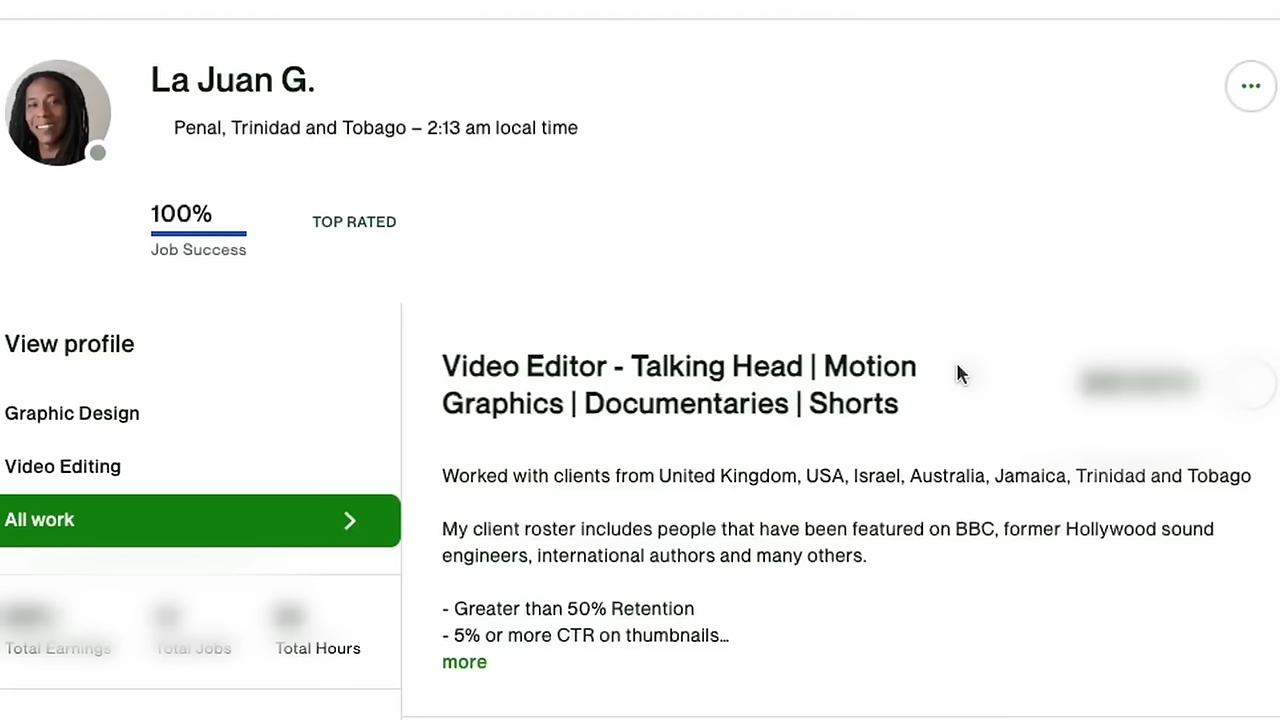 La Juan G.
Penal, Trinidad and Tobago – 2:13 am local time
100%
Job Success
TOP RATED
View profile
Graphic Design
Video Editing
All work
Total Earnings
Total Jobs
Total Hours
Video Editor - Talking Head | Motion
Graphics | Documentaries | Shorts
Worked with clients from United Kingdom, USA, Israel, Australia, Jamaica, Trinidad and Tobago
My client roster includes people that have been featured on BBC, former Hollywood sound
engineers, international authors and many others.
- Greater than 50% Retention
- 5% or more CTR on thumbnails…
more